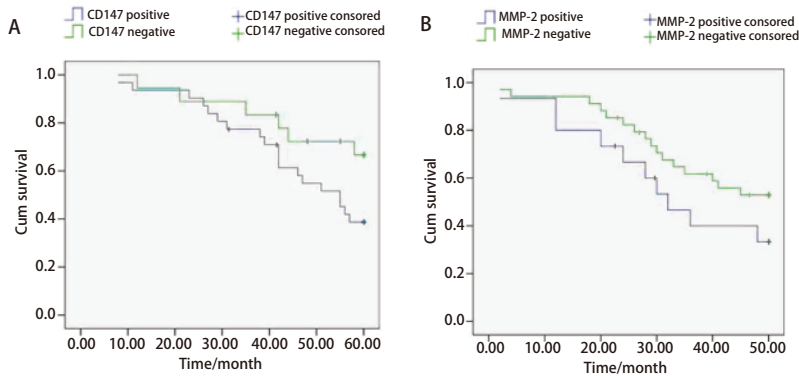 A
CD147 positive
CD147 negative
CD147 positive consored
CD147 negative consored
Cum survival
1.0
0.8
0.6
0.4
0.2
0.0
0.00 10.00 20.00 30.00 40.00 50.00 60.00
Time/month
B
MMP-2 positive
MMP-2 negative
MMP-2 positive consored
MMP-2 negative consored
Cum survival
1.0
0.8
0.6
0.4
0.2
0.0
0.00 10.00 20.00 30.00 40.00 50.00
Time/month